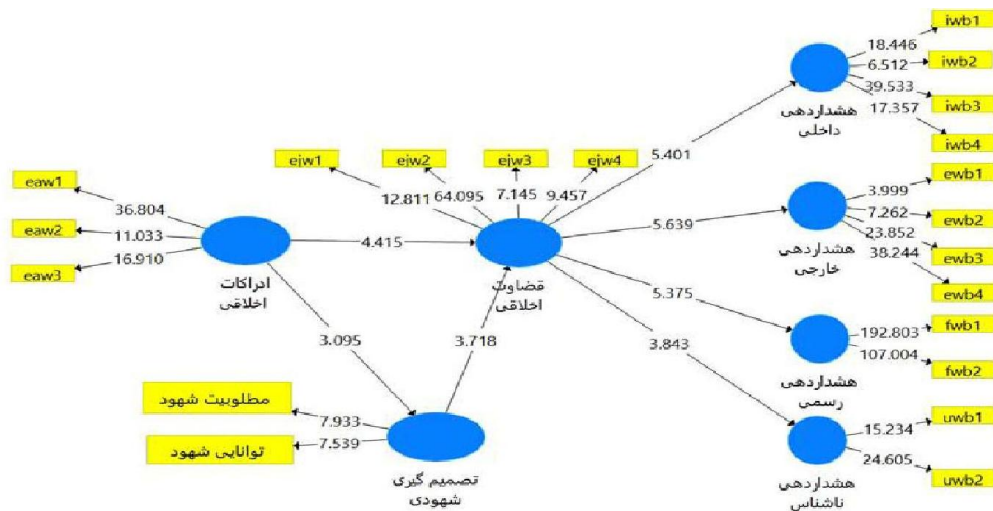 iwb1
18.446
iwb2
6.512
39.533
iwb3
17.357
iwb4
هشداردهی
داخلی
5.401
ejw1
ejw2
ejw3
ejw4
12.811
64.095
7.145
9.457
eaw1
36.804
eaw2
11.033
eaw3
16.910
ادراکات
اخلاقی
4.415
قضاوت
اخلاقی
5.639
ewb1
3.999
7.262
ewb2
23.852
ewb3
38.244
ewb4
هشداردهی
خارجی
5.375
fwb1
192.803
107.004
fwb2
هشداردهی
رسمی
3.843
3.095
3.718
مطلوبیت شهود
7.933
توانایی شهود
7.539
تصمیم گیری
شهودی
uwb1
15.234
24.605
uwb2
هشداردهی
ناشناس